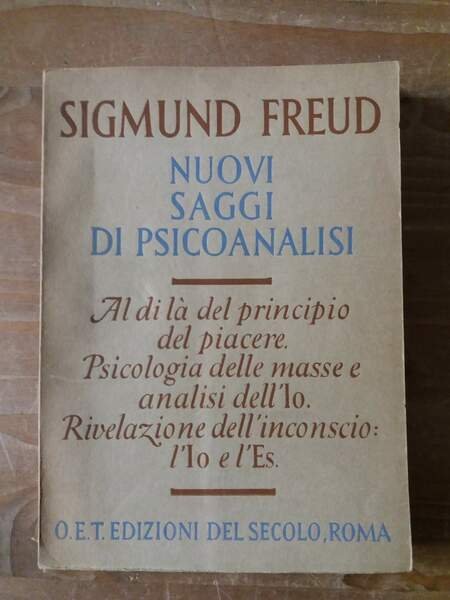 SIGMUND FREUD
NUOVI
SAGGI
DI PSICOANALISI
Al di là del principio
del piacere.
Psicologia delle masse e
analisi dell'Io.
Rivelazione dell'inconscio:
l'Io e l'Es.
O.E.T. EDIZIONI DEL SECOLO, ROMA